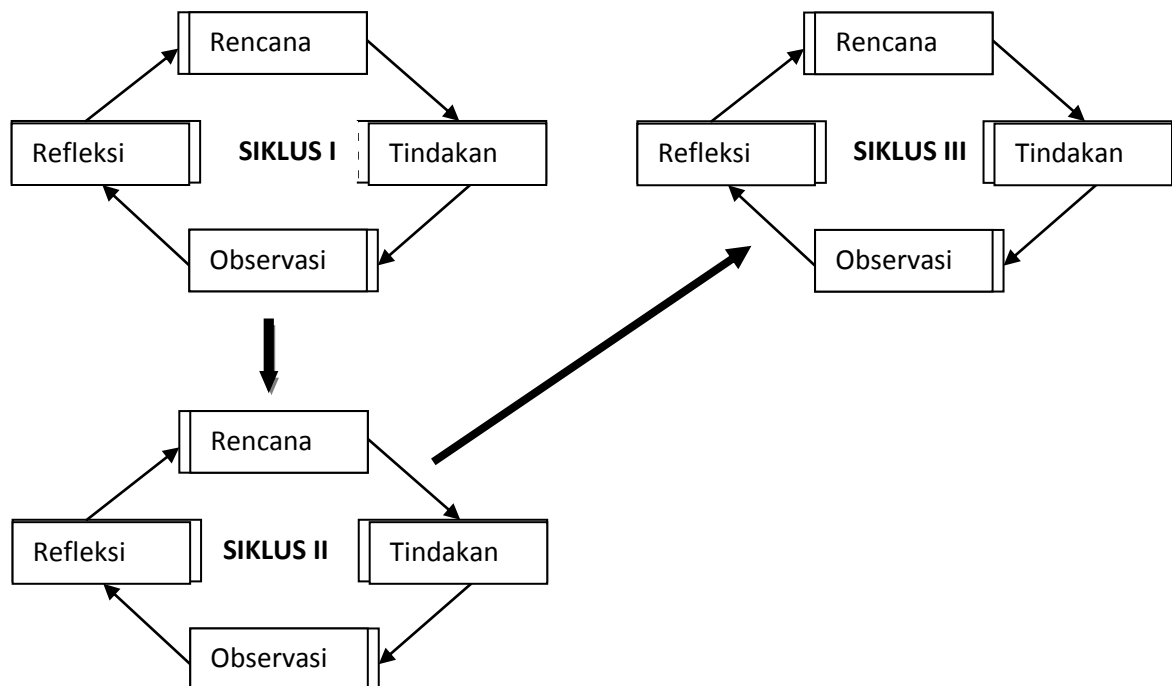 Rencana
Refleksi
SIKLUS I
Tindakan
Observasi
Rencana
Refleksi
SIKLUS III
Tindakan
Observasi
Rencana
Refleksi
SIKLUS II
Tindakan
Observasi